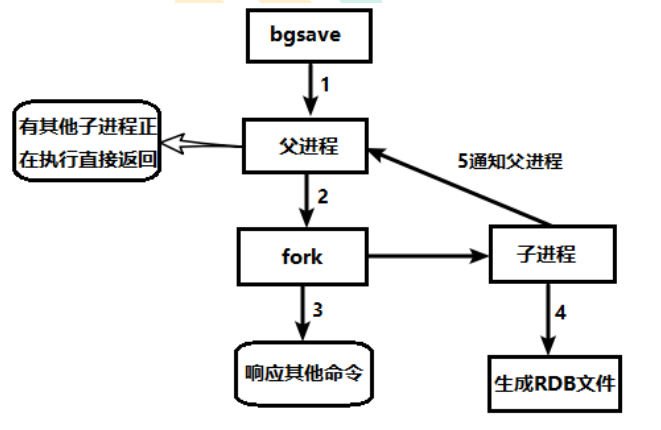 bgsave
1
有其他子进程正
在执行直接返回
父进程
5通知父进程
2
fork
子进程
3
4
响应其他命令
生成RDB文件